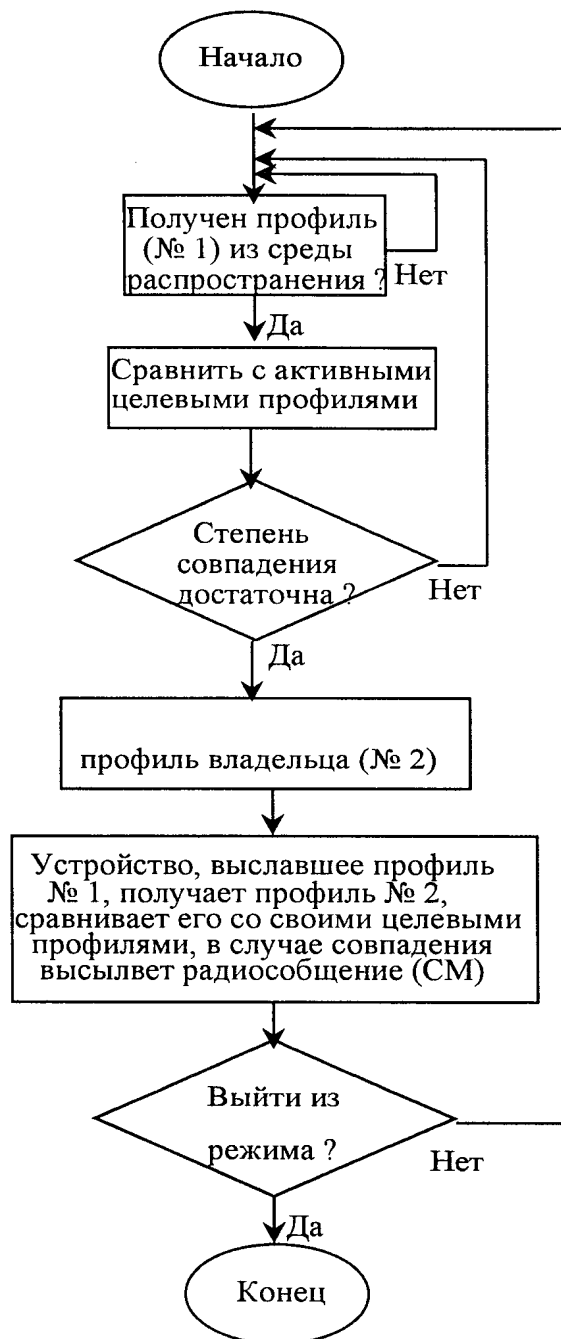 Начало
Получен профиль
(№ 1) из среды
распространения ?
Нет
Да
Сравнить с активными
целевыми профилями
Степень
совпадения
достаточна ?
Нет
Да
профиль владельца (№ 2)
Устройство, выславшее профиль
№ 1, получает профиль № 2,
сравнивает его со своими целевыми
профилями, в случае совпадения
высылвет радиособщение (СМ)
Выйти из
режима ?
Нет
Да
Конец